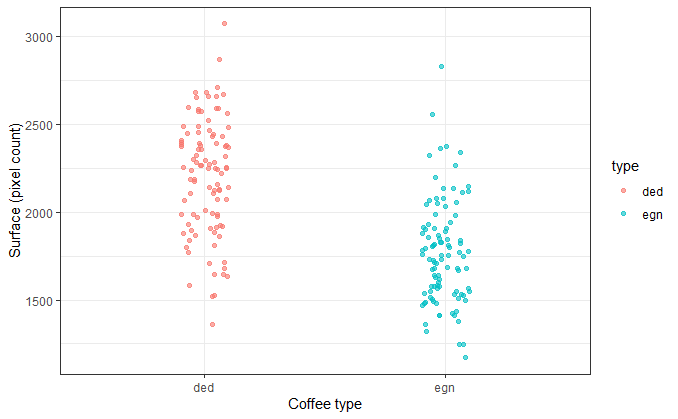 3000
2500
2000
1500
Surface (pixel count)
ded
egn
Coffee type
type
ded
egn